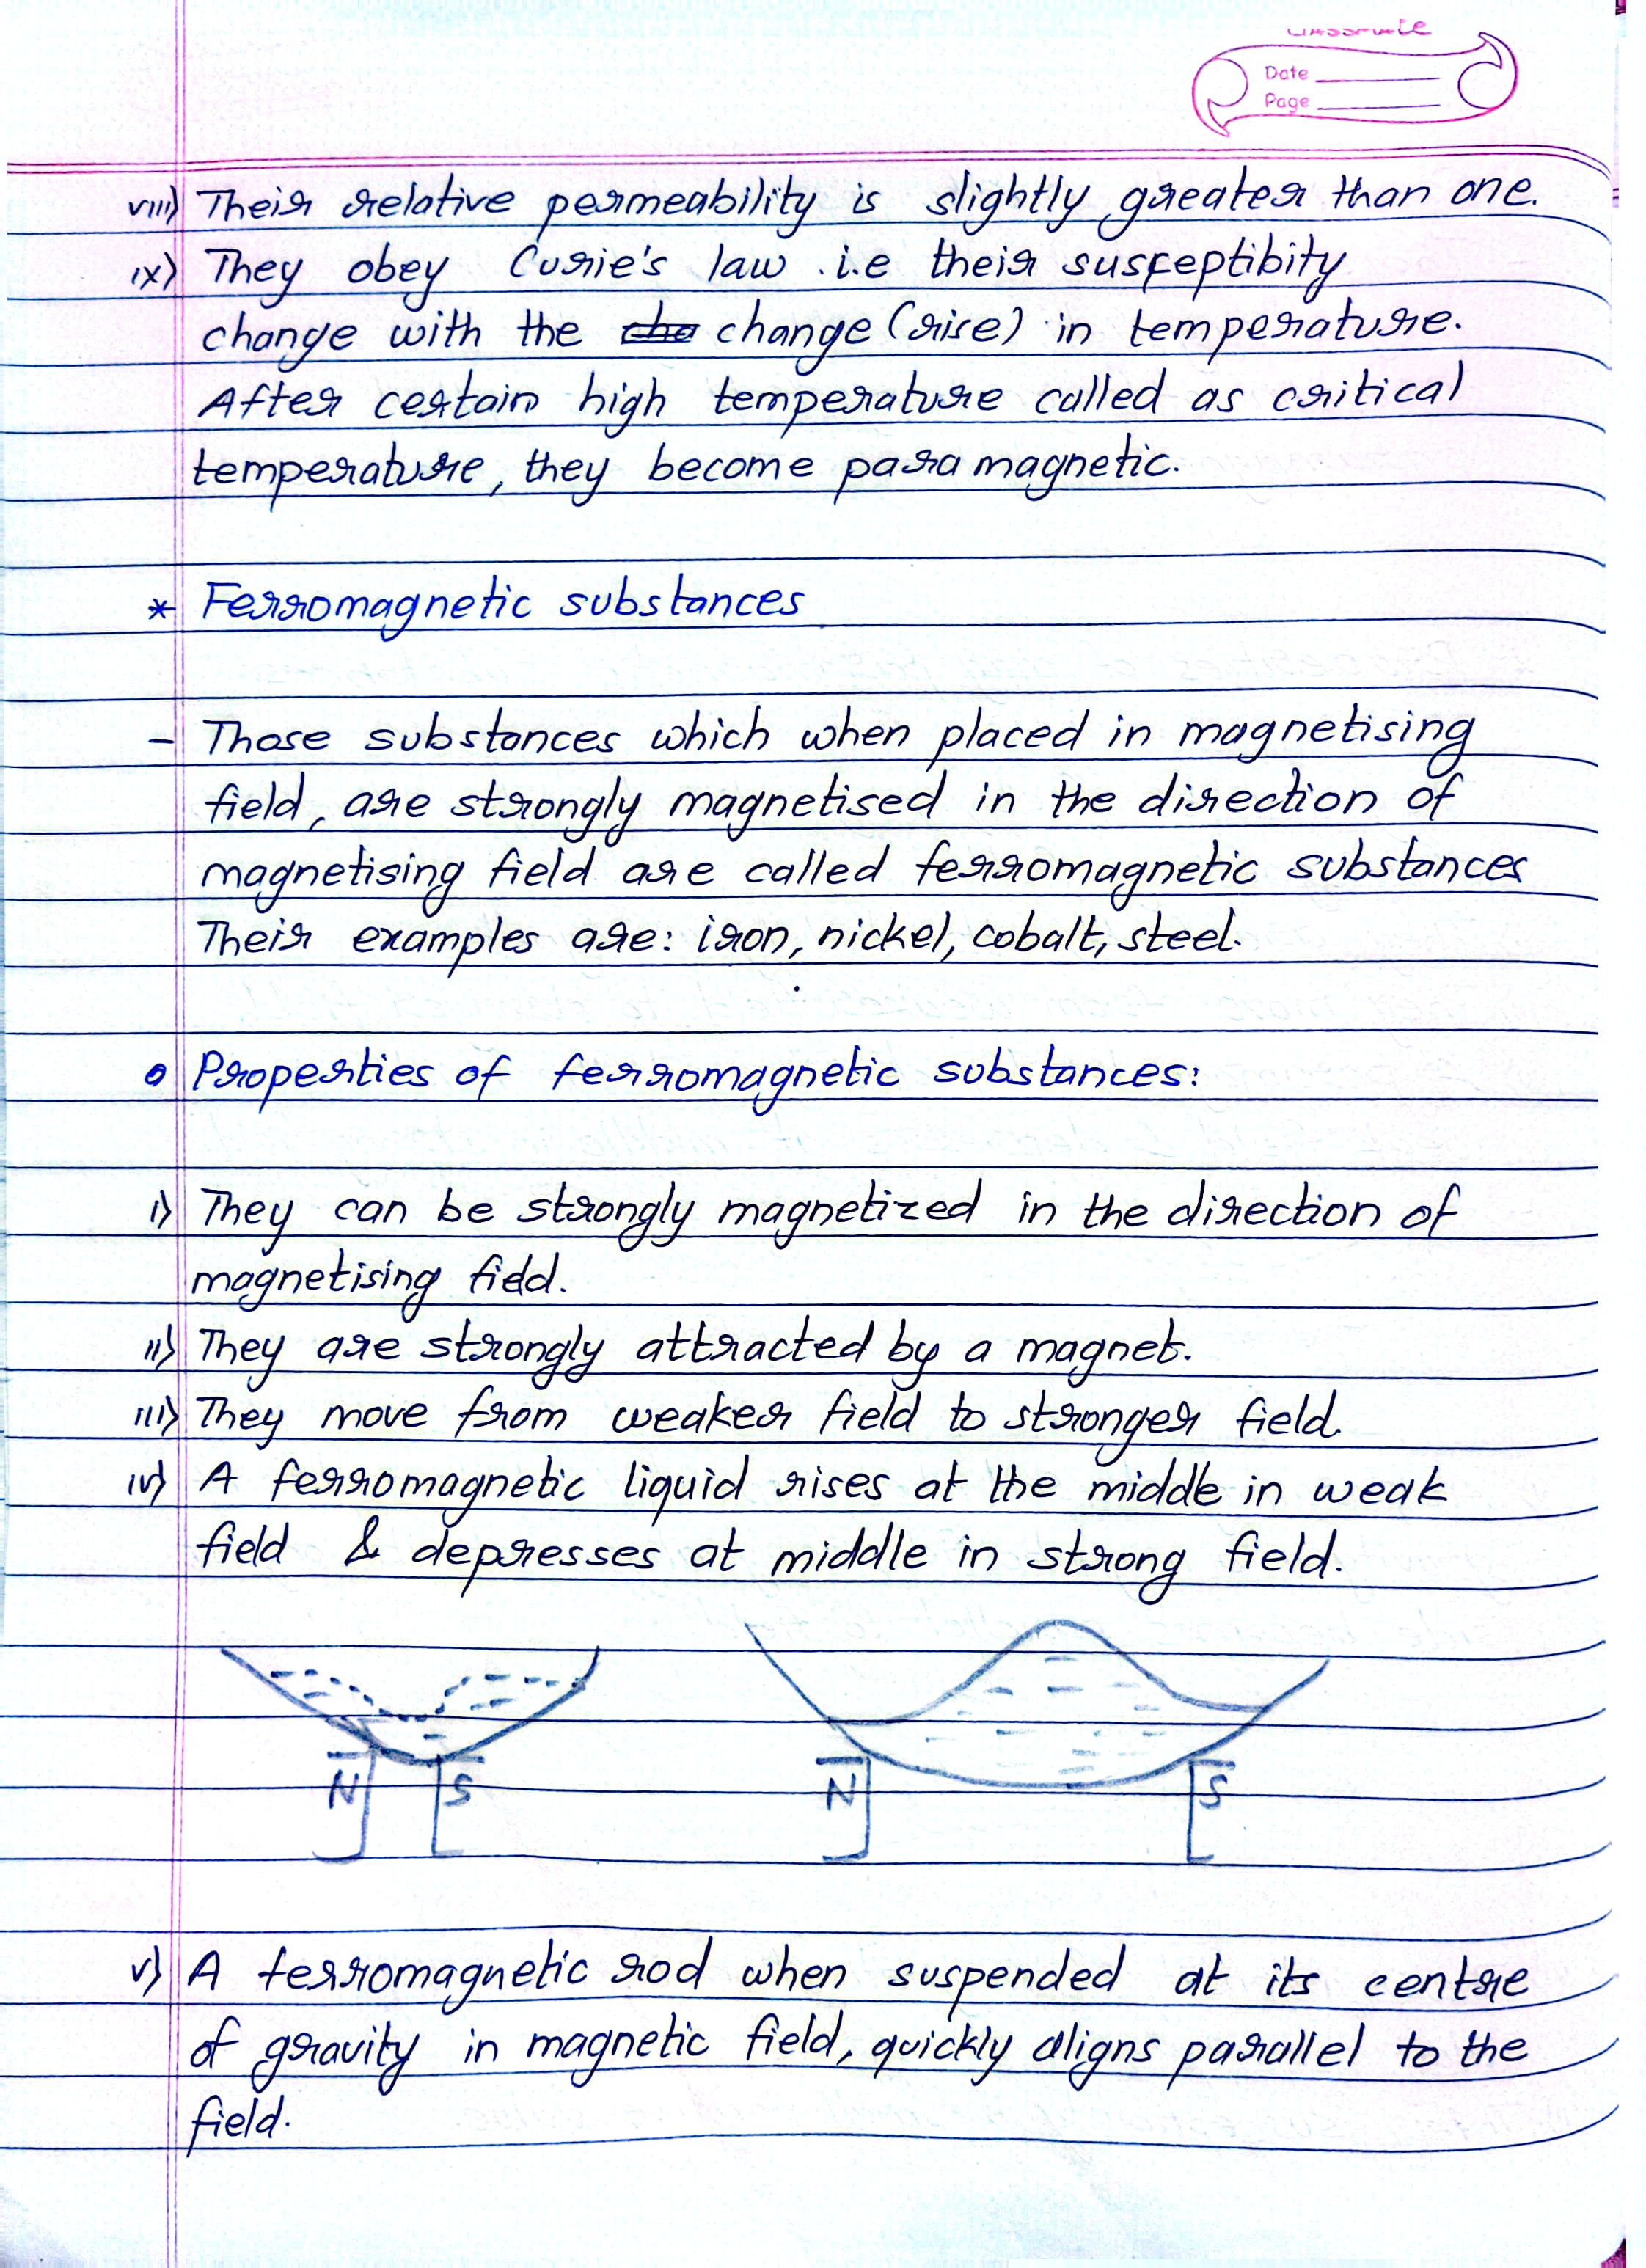 classmate
Date
Page
viii) Their relative permeability is slightly greater than one.
ix) They obey Curie's law .i.e their susceptibity
change with the cha change (rise) in temperature.
After certain high temperature called as critical
temperature, they become paramagnetic.
* Ferromagnetic substances
- Those substances which when placed in magnetising
field, are strongly magnetised in the direction of
magnetising field are called ferromagnetic substances
Their examples are: iron, nickel, cobalt, steel.
o Properties of ferromagnetic substances:
i) They can be strongly magnetized in the direction of
magnetising field.
ii) They are strongly attracted by a magnet.
iii) They move from weaker field to stronger field.
iv) A ferromagnetic liquid rises at the middle in weak
field & depresses at middle in strong field.
N S N S
v) A ferromagnetic rod when suspended at its centre
of gravity in magnetic field, quickly aligns parallel to the
field.